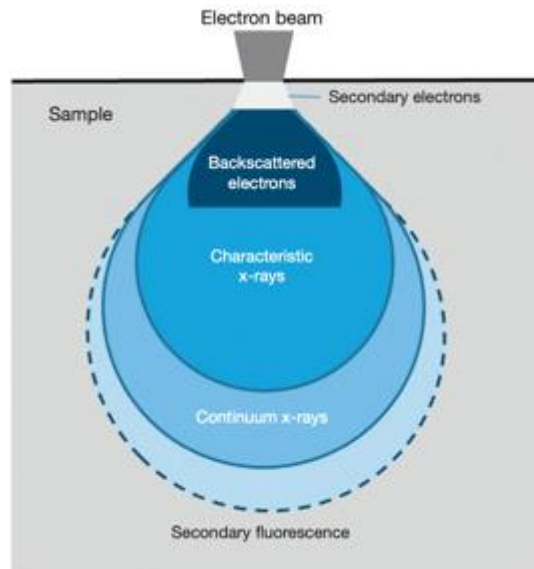 Electron beam
Secondary electrons
Sample
Backscattered
electrons
Characteristic
x-rays
Continuum x-rays
Secondary fluorescence